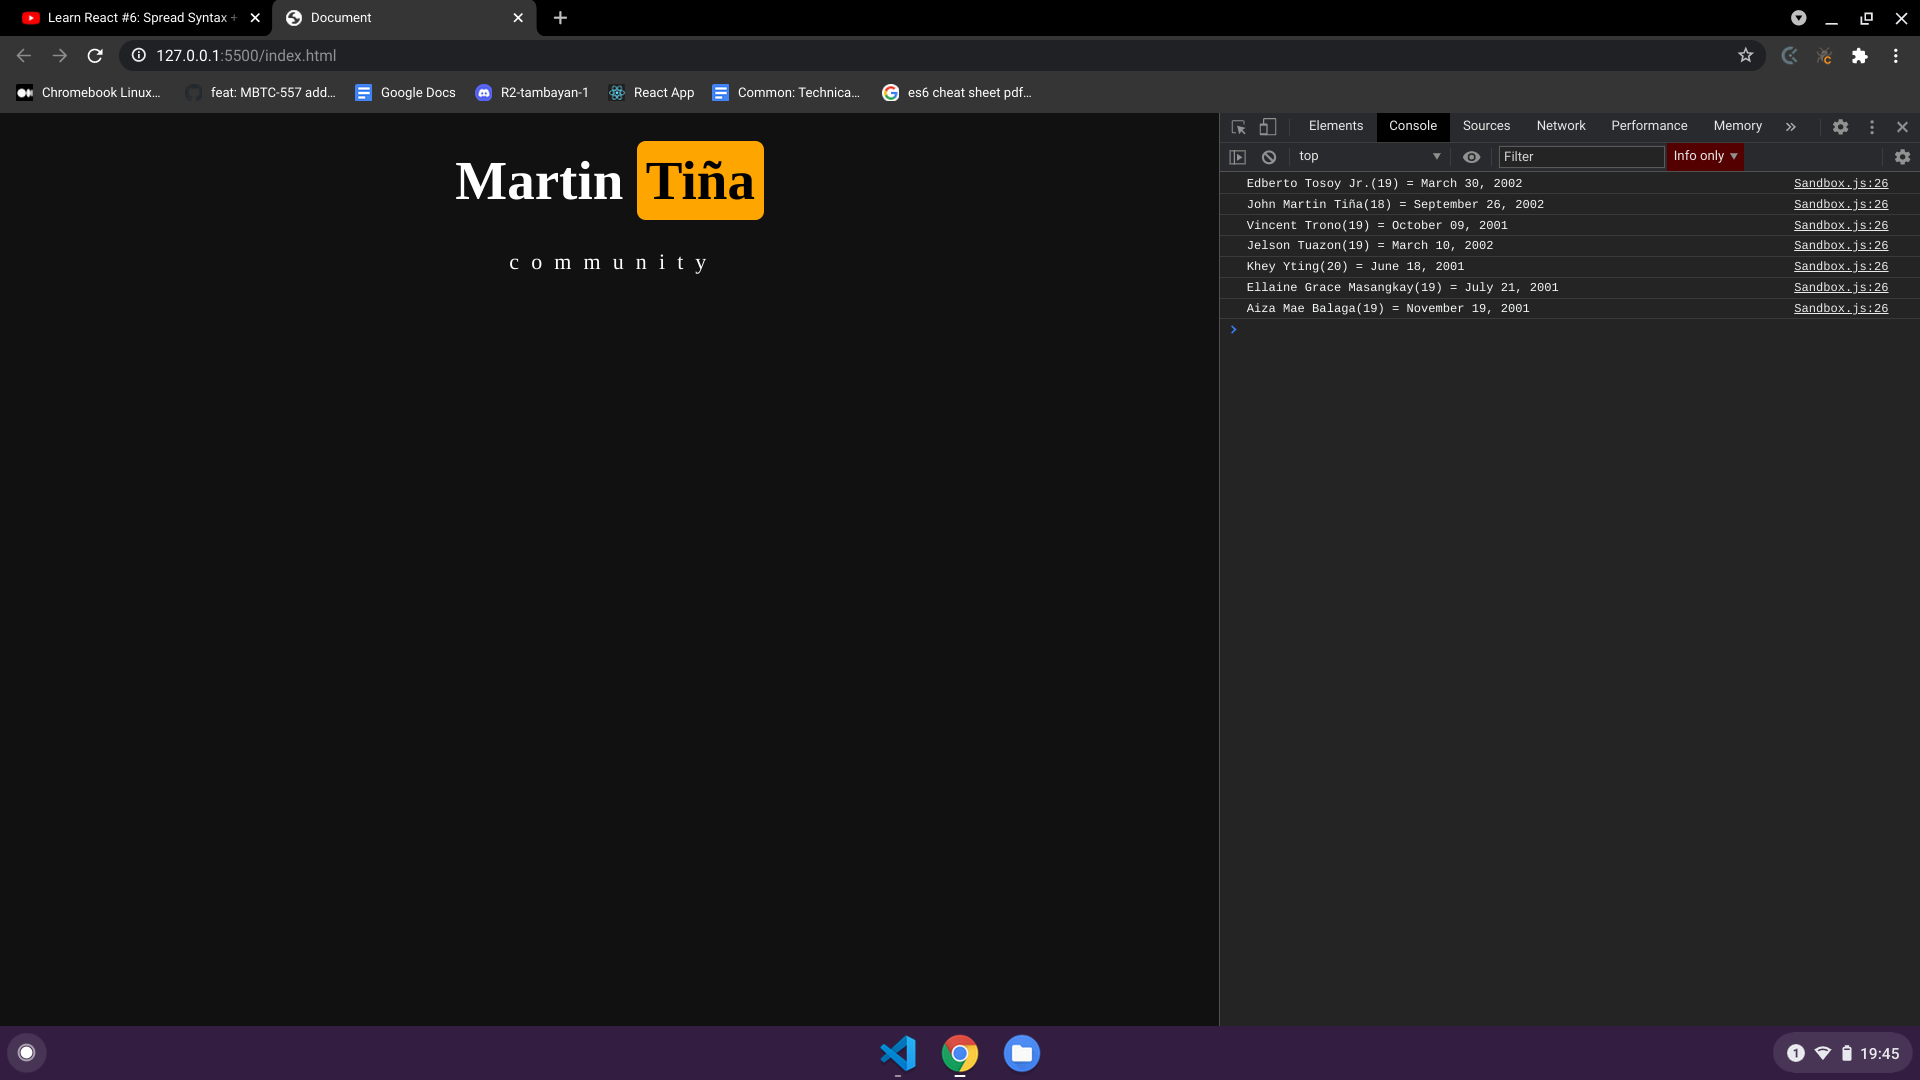 Learn React #6: Spread Syntax +
Document
127.0.0.1:5500/index.html
Chromebook Linux...
feat: MBTC-557 add...
Google Docs
R2-tambayan-1
React App
Common: Technica...
es6 cheat sheet pdf...
Martin Tiña
community
Elements Console Sources Network Performance Memory
top
Filter
Info only
Edberto Tosoy Jr.(19) = March 30, 2002 Sandbox.js:26
John Martin Tiña(18) = September 26, 2002 Sandbox.js:26
Vincent Trono(19) = October 09, 2001 Sandbox.js:26
Jelson Tuazon(19) = March 10, 2002 Sandbox.js:26
Khey Yting(20) = June 18, 2001 Sandbox.js:26
Ellaine Grace Masangkay(19) = July 21, 2001 Sandbox.js:26
Aiza Mae Balaga(19) = November 19, 2001 Sandbox.js:26
1 19:45